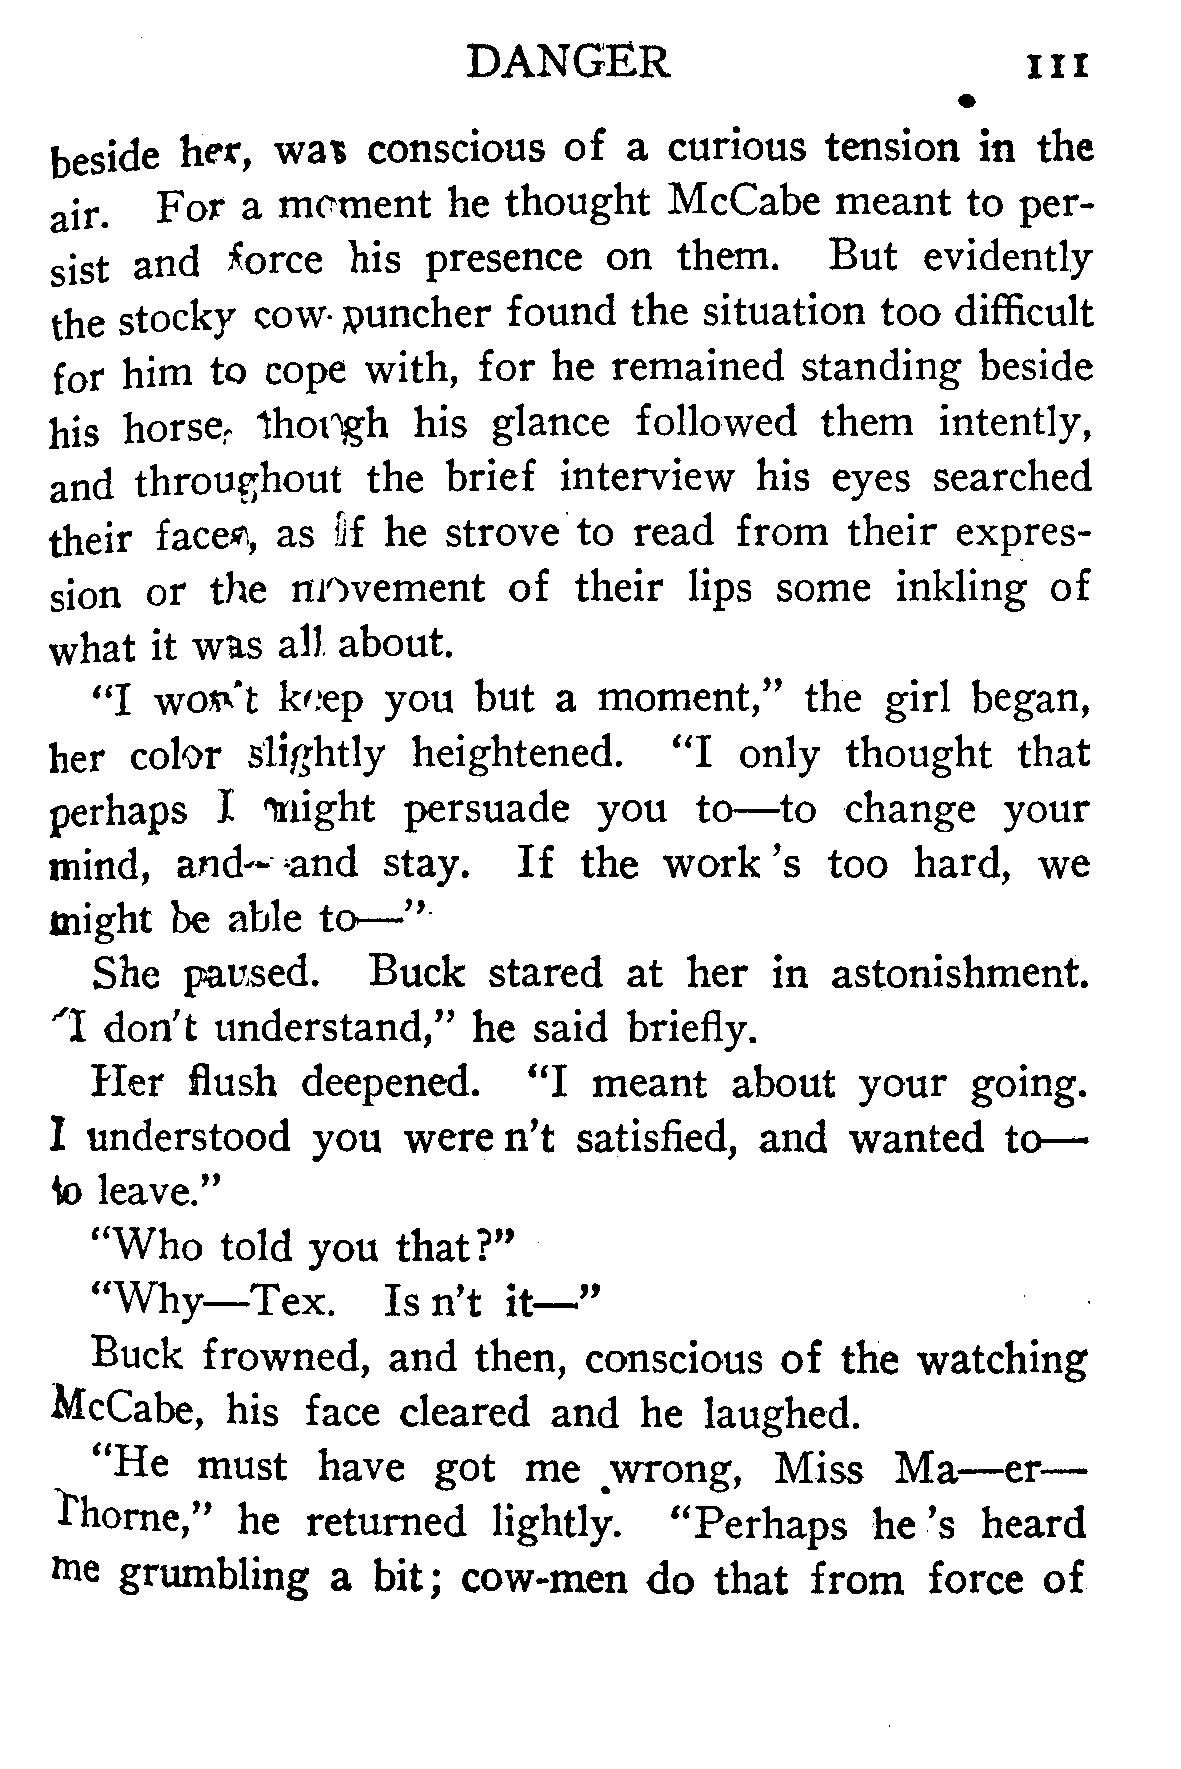 DANGER 111
beside her, was conscious of a curious tension in the
air. For a moment he thought McCabe meant to per-
sist and force his presence on them. But evidently
the stocky cow-puncher found the situation too difficult
for him to cope with, for he remained standing beside
his horse, though his glance followed them intently,
and throughout the brief interview his eyes searched
their faces, as if he strove to read from their expres-
sion or the movement of their lips some inkling of
what it was all about.
“I won't keep you but a moment,” the girl began,
her color slightly heightened. “I only thought that
perhaps I might persuade you to—to change your
mind, and—and stay. If the work 's too hard, we
might be able to—”
She paused. Buck stared at her in astonishment.
“I don't understand,” he said briefly.
Her flush deepened. “I meant about your going.
I understood you were n't satisfied, and wanted to—
to leave.”
“Who told you that?”
“Why—Tex. Is n't it—”
Buck frowned, and then, conscious of the watching
McCabe, his face cleared and he laughed.
“He must have got me wrong, Miss Ma—er—
Thorne,” he returned lightly. “Perhaps he 's heard
me grumbling a bit; cow-men do that from force of